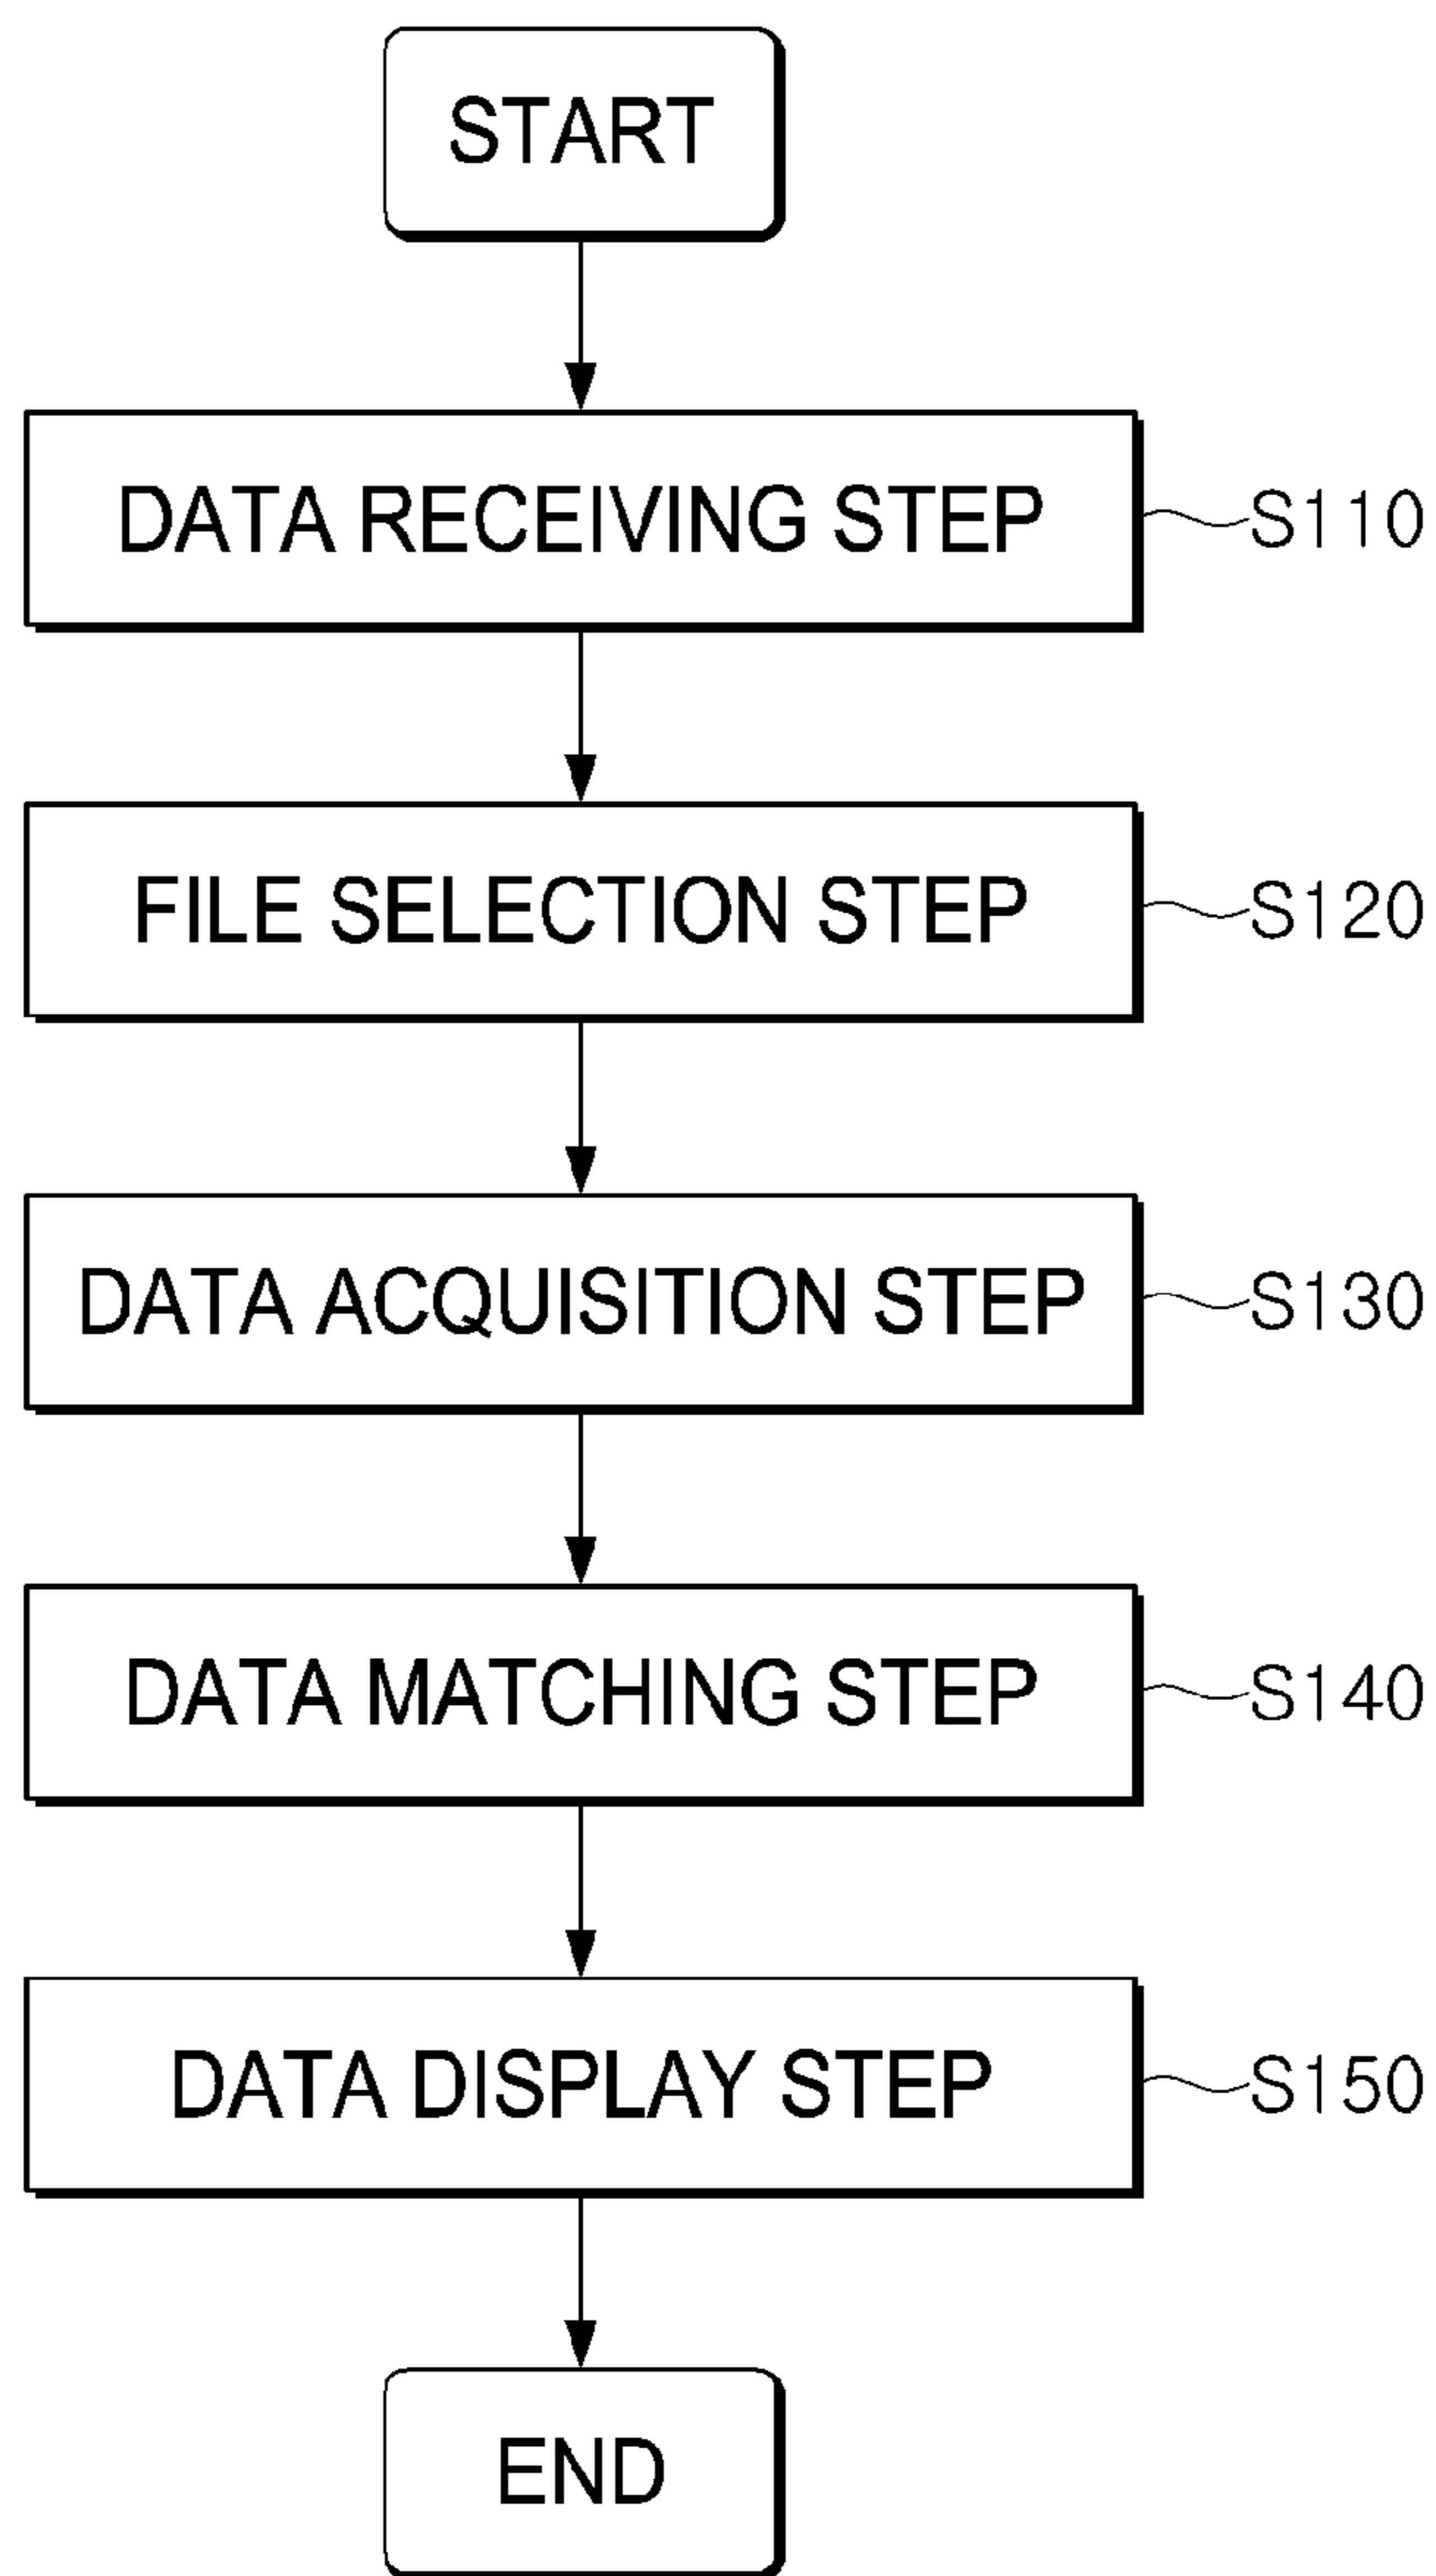 START
DATA RECEIVING STEP S110
FILE SELECTION STEP S120
DATA ACQUISITION STEP S130
DATA MATCHING STEP S140
DATA DISPLAY STEP S150
END